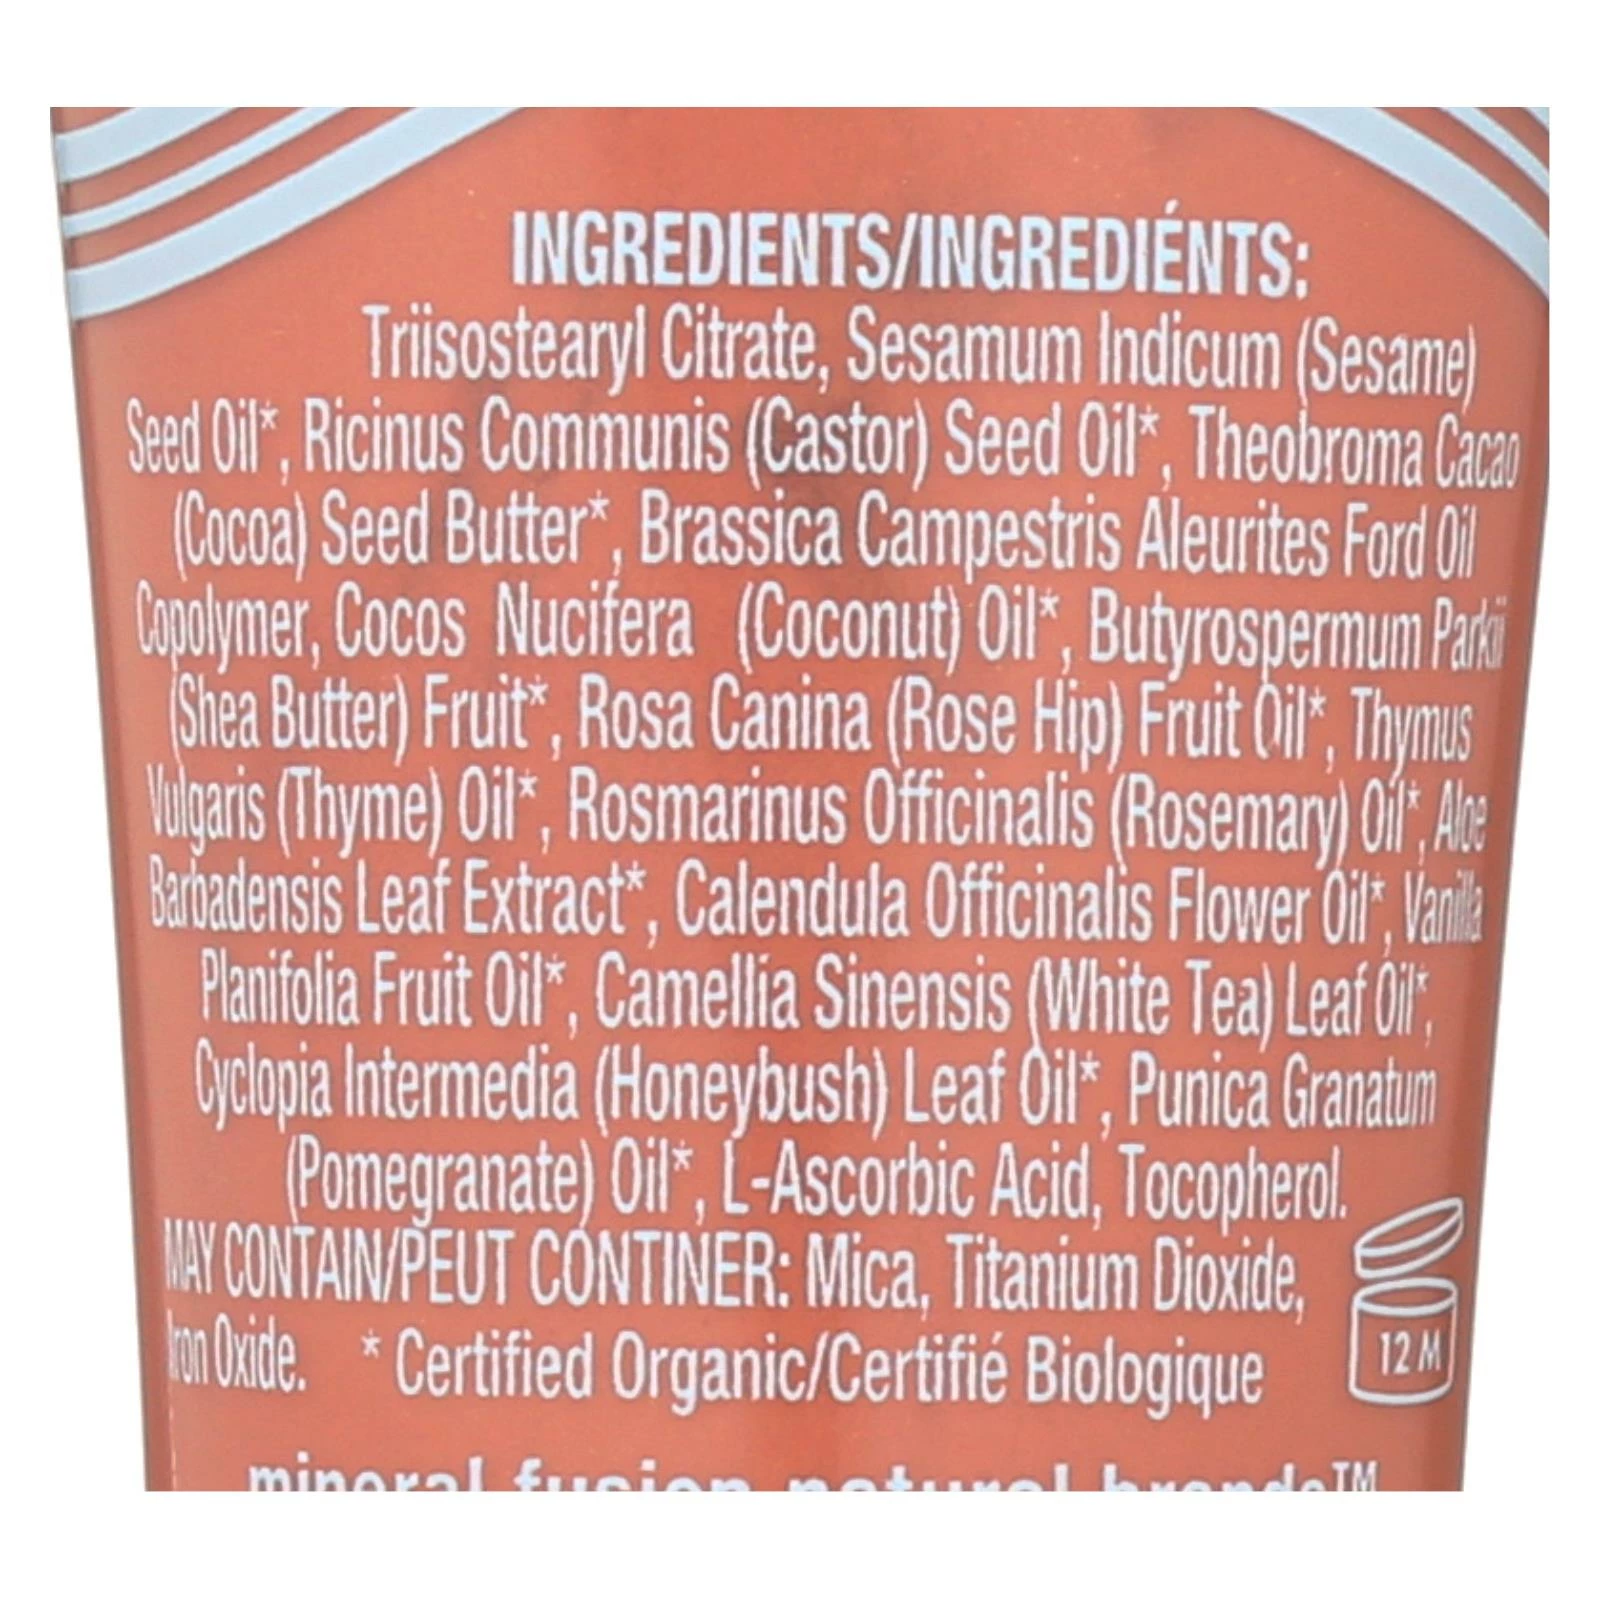 INGREDIENTS/INGREDIÉNTS:
Triisostearyl Citrate, Sesamum Indicum (Sesame)
Seed Oil*, Ricinus Communis (Castor) Seed Oil*, Theobroma Cacao
(Cocoa) Seed Butter*, Brassica Campestris Aleurites Ford Oil
Copolymer, Cocos Nucifera (Coconut) Oil*, Butyrospermum Parkii
(Shea Butter) Fruit*, Rosa Canina (Rose Hip) Fruit Oil*, Thymus
Vulgaris (Thyme) Oil*, Rosmarinus Officinalis (Rosemary) Oil*, Aloe
Barbadensis Leaf Extract*, Calendula Officinalis Flower Oil*, Vanilla
Planifolia Fruit Oil*, Camellia Sinensis (White Tea) Leaf Oil*,
Cyclopia Intermedia (Honeybush) Leaf Oil*, Punica Granatum
(Pomegranate) Oil*, L-Ascorbic Acid, Tocopherol.
MAY CONTAIN/PEUT CONTINER: Mica, Titanium Dioxide,
Iron Oxide. * Certified Organic/Certifié Biologique
12 M
mineral fusion natural brands™